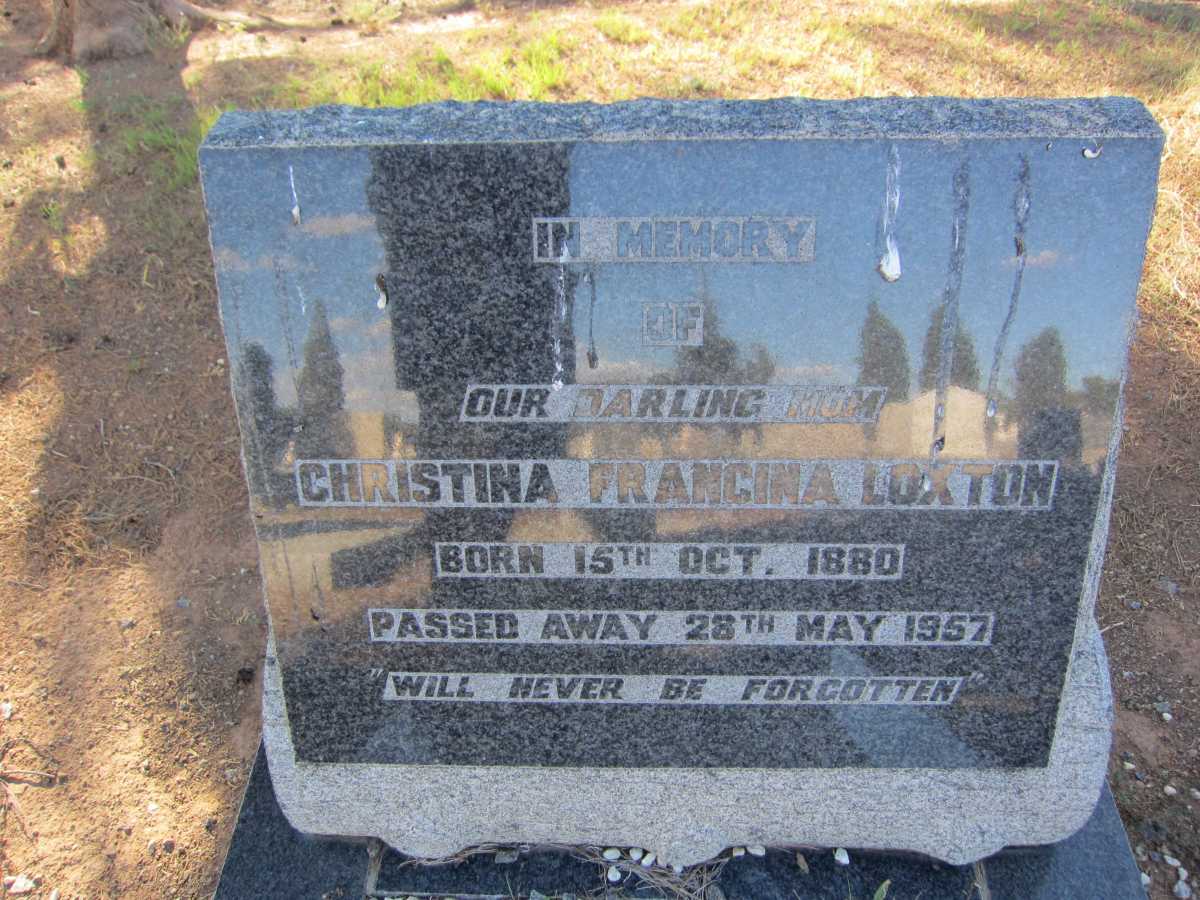 IN MEMORY
OF
OUR DARLING MUM
CHRISTINA FRANCINA LOXTON
BORN 15TH OCT. 1880
PASSED AWAY 28TH MAY 1957
"WILL NEVER BE FORGOTTEN"